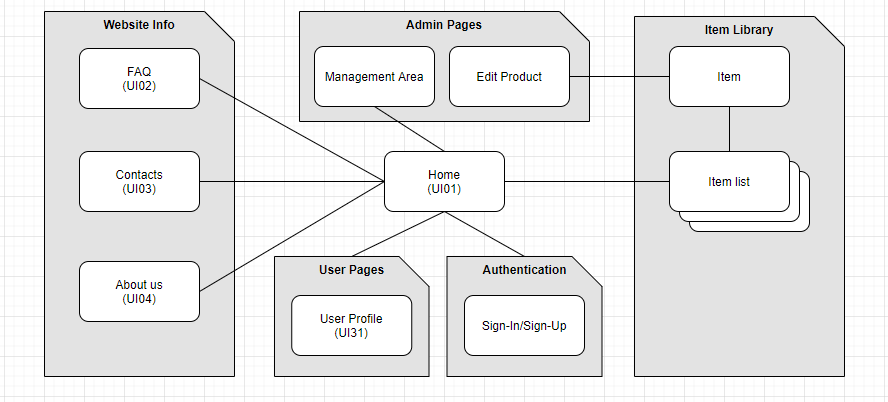 Website Info
FAQ
(UI02)
Contacts
(UI03)
About us
(UI04)
Admin Pages
Management Area
Edit Product
Home
(UI01)
User Pages
User Profile
(UI31)
Authentication
Sign-In/Sign-Up
Item Library
Item
Item list